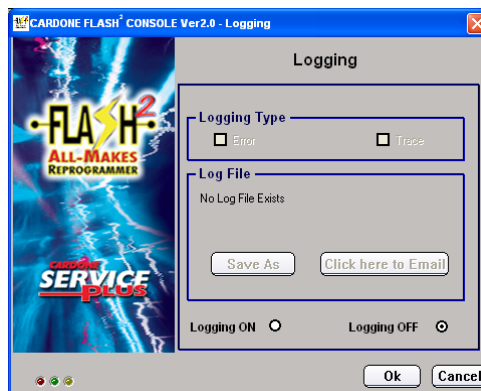 CARDONE FLASH² CONSOLE Ver2.0 - Logging
Logging
FLASH²
ALL-MAKES
REPROGRAMMER
CARDONE
SERVICE
PLUS
Logging Type
Error
Trace
Log File
No Log File Exists
Save As
Click here to Email
Logging ON
Logging OFF
Ok
Cancel